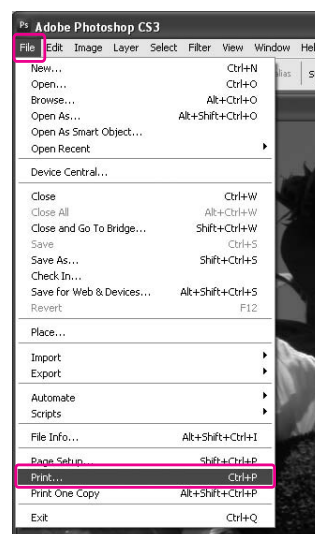 Ps Adobe Photoshop CS3
File Edit Image Layer Select Filter View Window Hel
New... Ctrl+N
Open... Ctrl+O
Browse... Alt+Ctrl+O
Open As... Alt+Shift+Ctrl+O
Open As Smart Object...
Open Recent
Device Central...
Close Ctrl+W
Close All Alt+Ctrl+W
Close and Go To Bridge... Shift+Ctrl+W
Save Ctrl+S
Save As... Shift+Ctrl+S
Check In...
Save for Web & Devices... Alt+Shift+Ctrl+S
Revert F12
Place...
Import
Export
Automate
Scripts
File Info... Alt+Shift+Ctrl+I
Page Setup... Shift+Ctrl+P
Print... Ctrl+P
Print One Copy Alt+Shift+Ctrl+P
Exit Ctrl+Q